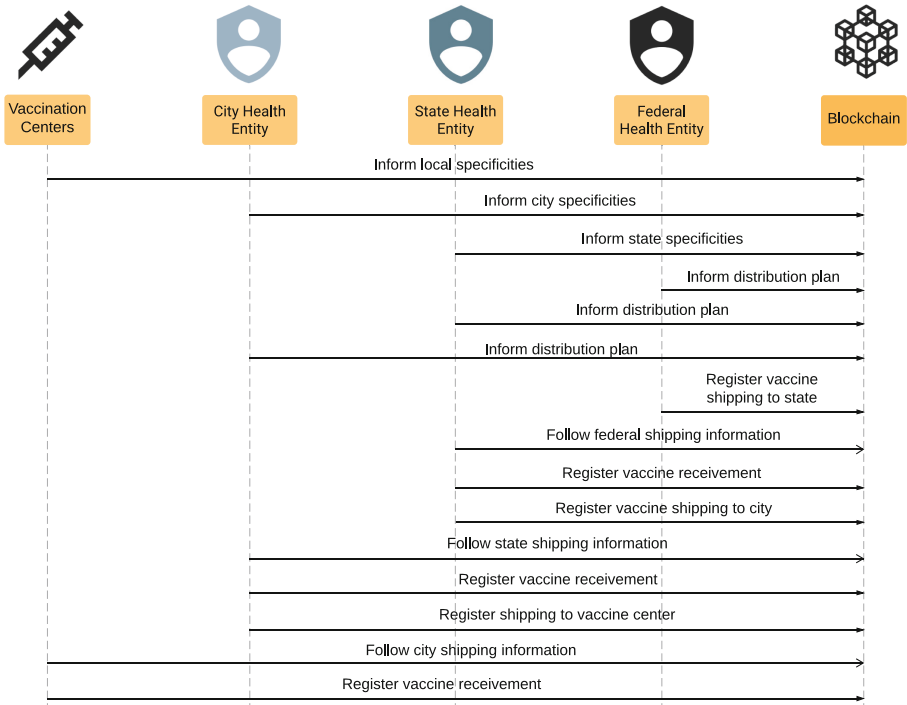 Vaccination
Centers
City Health
Entity
State Health
Entity
Federal
Health Entity
Blockchain
Inform local specificities
Inform city specificities
Inform state specificities
Inform distribution plan
Inform distribution plan
Inform distribution plan
Register vaccine
shipping to state
Follow federal shipping information
Register vaccine receivement
Register vaccine shipping to city
Follow state shipping information
Register vaccine receivement
Register shipping to vaccine center
Follow city shipping information
Register vaccine receivement